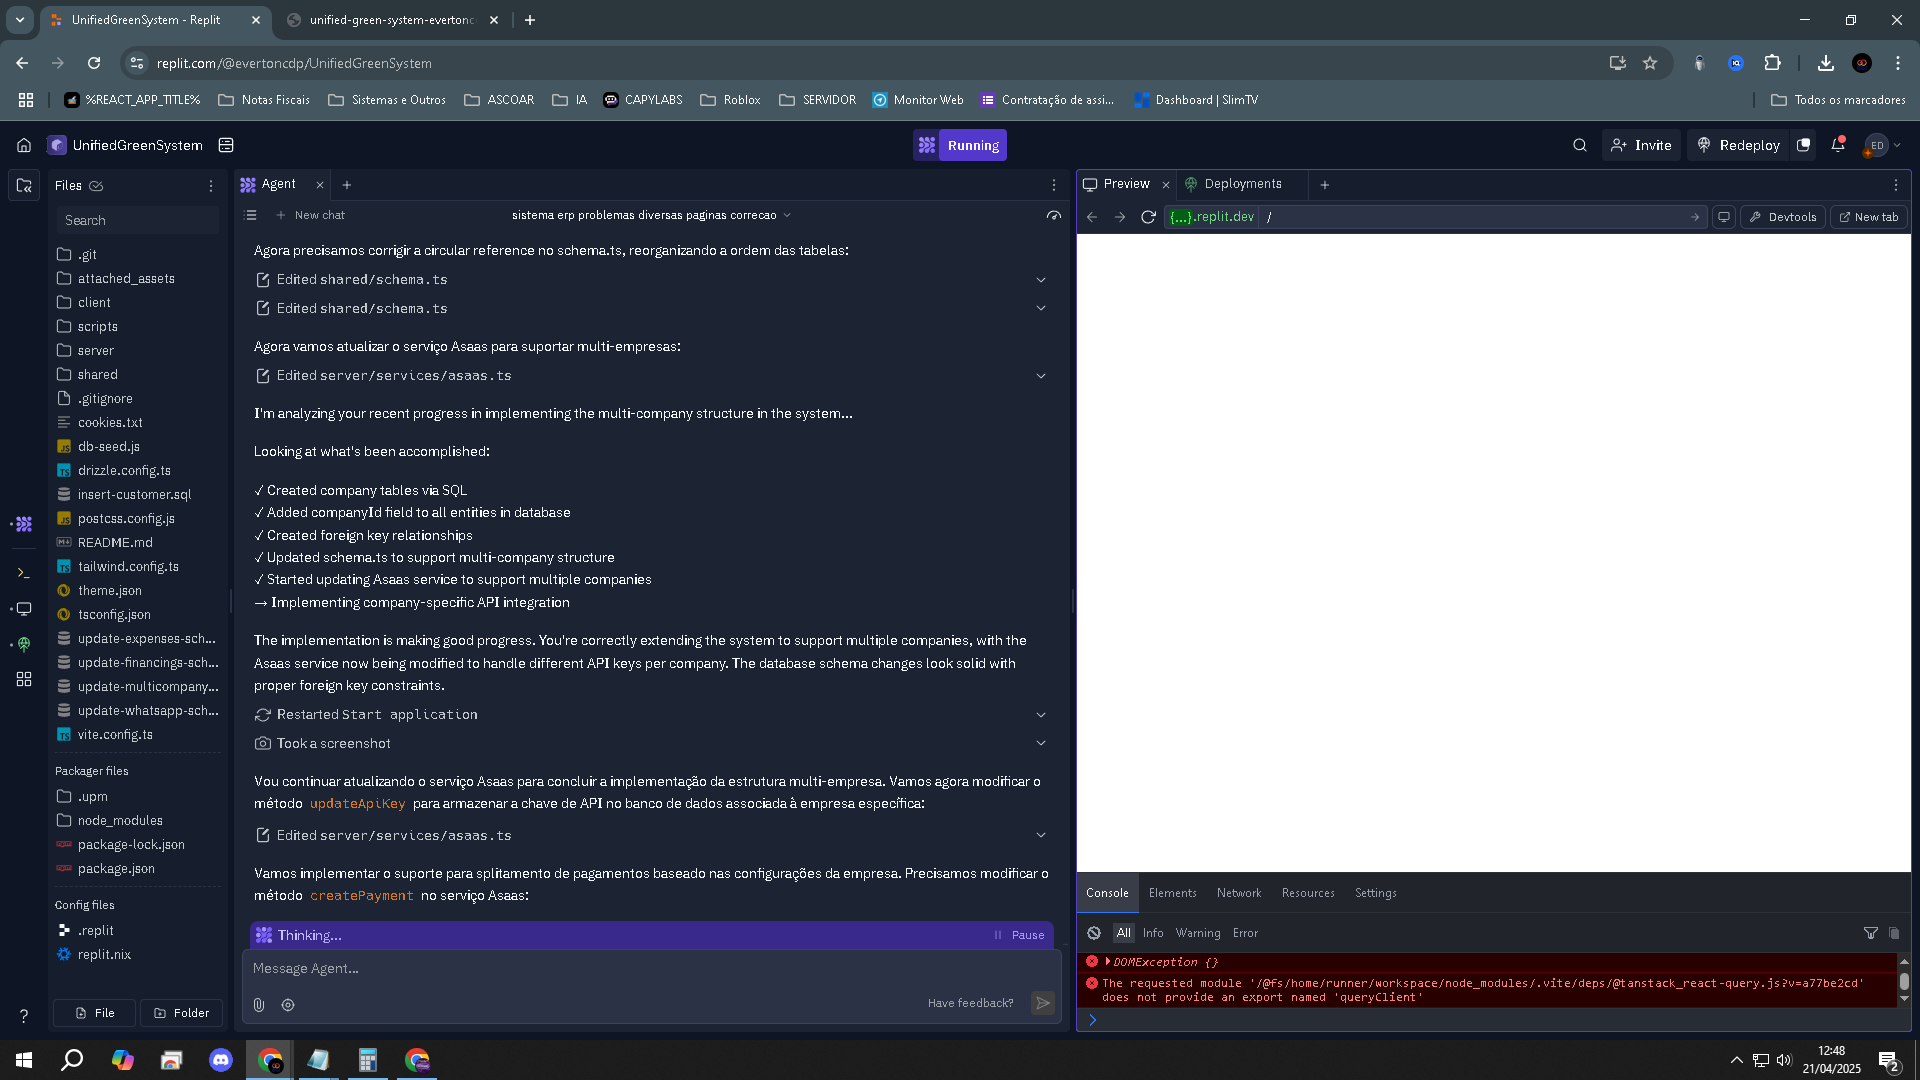 UnifiedGreenSystem - Replit
unified-green-system-evertonc
replit.com/@evertoncdp/UnifiedGreenSystem
%REACT_APP_TITLE%
Notas Fiscais
Sistemas e Outros
ASCOAR
IA
CAPYLABS
Roblox
SERVIDOR
Monitor Web
Contratação de assi...
Dashboard | SlimTV
Todos os marcadores
UnifiedGreenSystem
Running
Invite
Redeploy
ED
Files
Search
.git
attached_assets
client
scripts
server
shared
.gitignore
cookies.txt
db-seed.js
drizzle.config.ts
insert-customer.sql
postcss.config.js
README.md
tailwind.config.ts
theme.json
tsconfig.json
update-expenses-sch...
update-financings-sch...
update-multicompany...
update-whatsapp-sch...
vite.config.ts
Packager files
.upm
node_modules
package-lock.json
package.json
Config files
.replit
replit.nix
File
Folder
Agent
New chat
sistema erp problemas diversas paginas correcao
Agora precisamos corrigir a circular reference no schema.ts, reorganizando a ordem das tabelas:
Edited shared/schema.ts
Edited shared/schema.ts
Agora vamos atualizar o serviço Asaas para suportar multi-empresas:
Edited server/services/asaas.ts
I'm analyzing your recent progress in implementing the multi-company structure in the system...
Looking at what's been accomplished:
✓ Created company tables via SQL
✓ Added companyId field to all entities in database
✓ Created foreign key relationships
✓ Updated schema.ts to support multi-company structure
✓ Started updating Asaas service to support multiple companies
→ Implementing company-specific API integration
The implementation is making good progress. You're correctly extending the system to support multiple companies, with the
Asaas service now being modified to handle different API keys per company. The database schema changes look solid with
proper foreign key constraints.
Restarted Start application
Took a screenshot
Vou continuar atualizando o serviço Asaas para concluir a implementação da estrutura multi-empresa. Vamos agora modificar o
método updateApiKey para armazenar a chave de API no banco de dados associada à empresa específica:
Edited server/services/asaas.ts
Vamos implementar o suporte para splitamento de pagamentos baseado nas configurações da empresa. Precisamos modificar o
método createPayment no serviço Asaas:
Thinking...
Pause
Message Agent...
Have feedback?
Preview
Deployments
{...}.replit.dev
/
Devtools
New tab
Console
Elements
Network
Resources
Settings
All
Info
Warning
Error
DOMException {}
The requested module '/@fs/home/runner/workspace/node_modules/.vite/deps/@tanstack_react-query.js?v=a77be2cd'
does not provide an export named 'queryClient'
12:48
21/04/2025
2